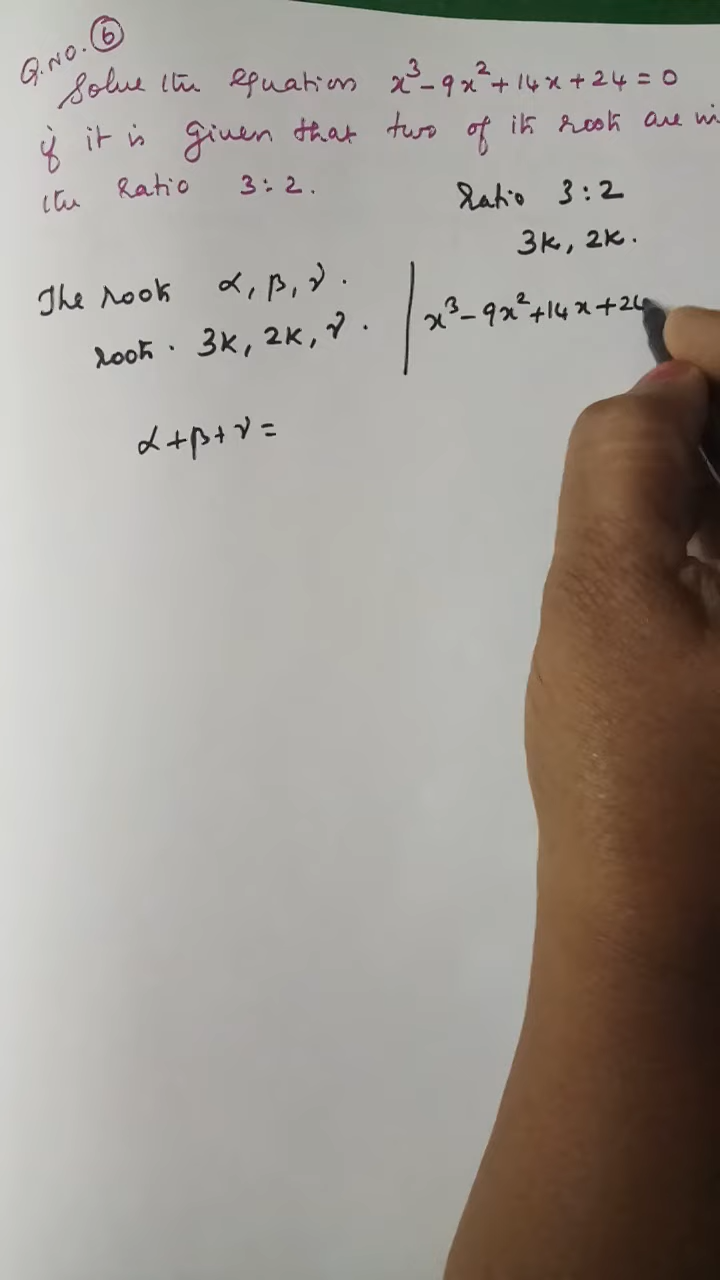 Q.NO. 6
Solve the equation x³ - 9x² + 14x + 24 = 0
if it is given that two of its roots are in
the Ratio 3:2.
Ratio 3:2
3k, 2k.
The roots α, β, γ.
roots. 3k, 2k, γ.
x³ - 9x² + 14x + 24
α + β + γ =